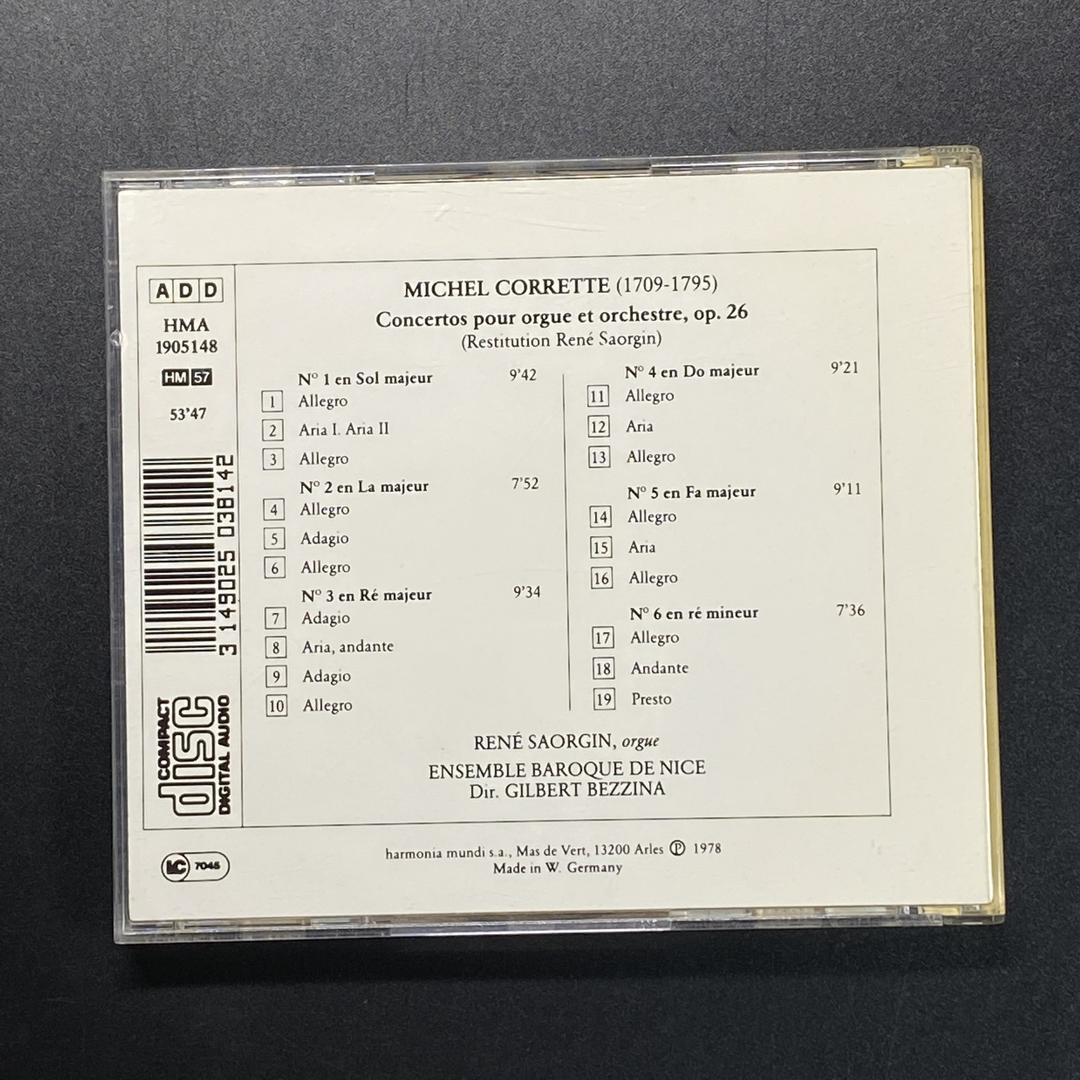 ADD
HMA
1905148
HM 57
53'47
3 149025 038142
COMPACT
disc
DIGITAL AUDIO
MICHEL CORRETTE (1709-1795)
Concertos pour orgue et orchestre, op. 26
(Restitution René Saorgin)
N° 1 en Sol majeur 9'42
1 Allegro
2 Aria I. Aria II
3 Allegro
N° 2 en La majeur 7'52
4 Allegro
5 Adagio
6 Allegro
N° 3 en Ré majeur 9'34
7 Adagio
8 Aria, andante
9 Adagio
10 Allegro
N° 4 en Do majeur 9'21
11 Allegro
12 Aria
13 Allegro
N° 5 en Fa majeur 9'11
14 Allegro
15 Aria
16 Allegro
N° 6 en ré mineur 7'36
17 Allegro
18 Andante
19 Presto
RENÉ SAORGIN, orgue
ENSEMBLE BAROQUE DE NICE
Dir. GILBERT BEZZINA
LC 7045
harmonia mundi s.a., Mas de Vert, 13200 Arles Ⓟ 1978
Made in W. Germany